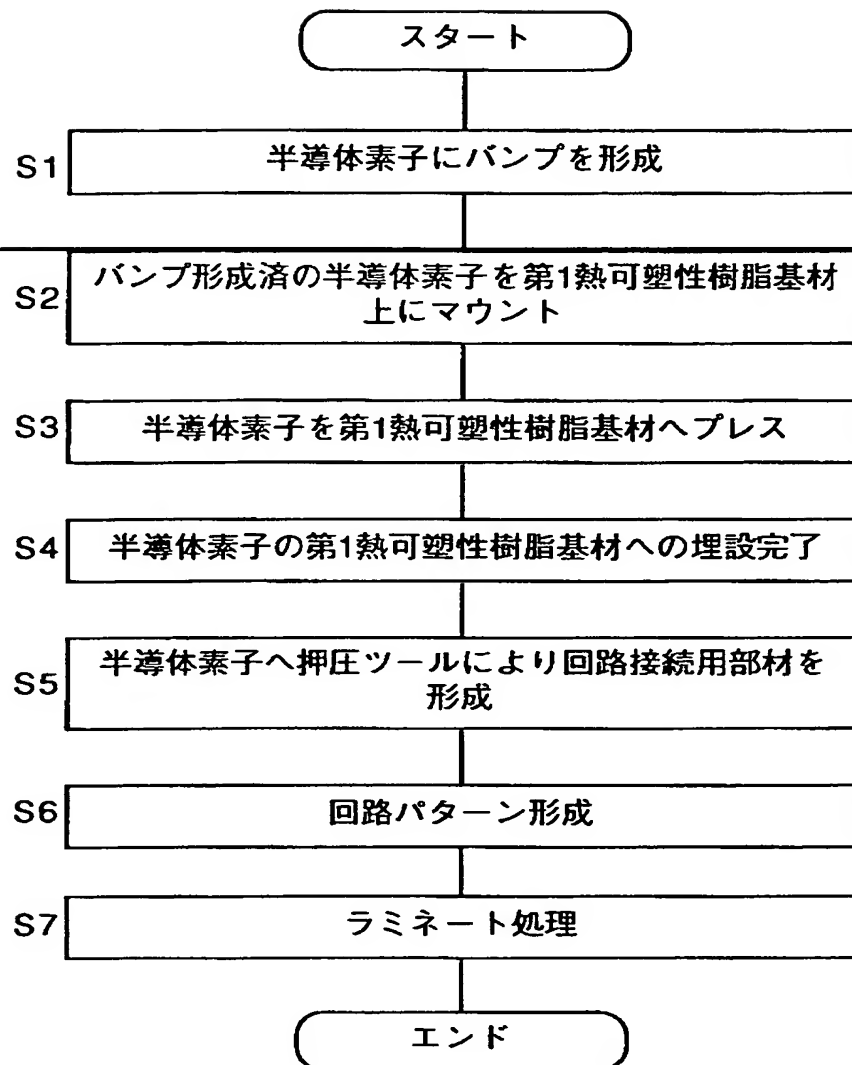 スタート
S1
半導体素子にバンプを形成
S2
バンプ形成済の半導体素子を第1熱可塑性樹脂基材
上にマウント
S3
半導体素子を第1熱可塑性樹脂基材へプレス
S4
半導体素子の第1熱可塑性樹脂基材への埋設完了
S5
半導体素子へ押圧ツールにより回路接続用部材を
形成
S6
回路パターン形成
S7
ラミネート処理
エンド